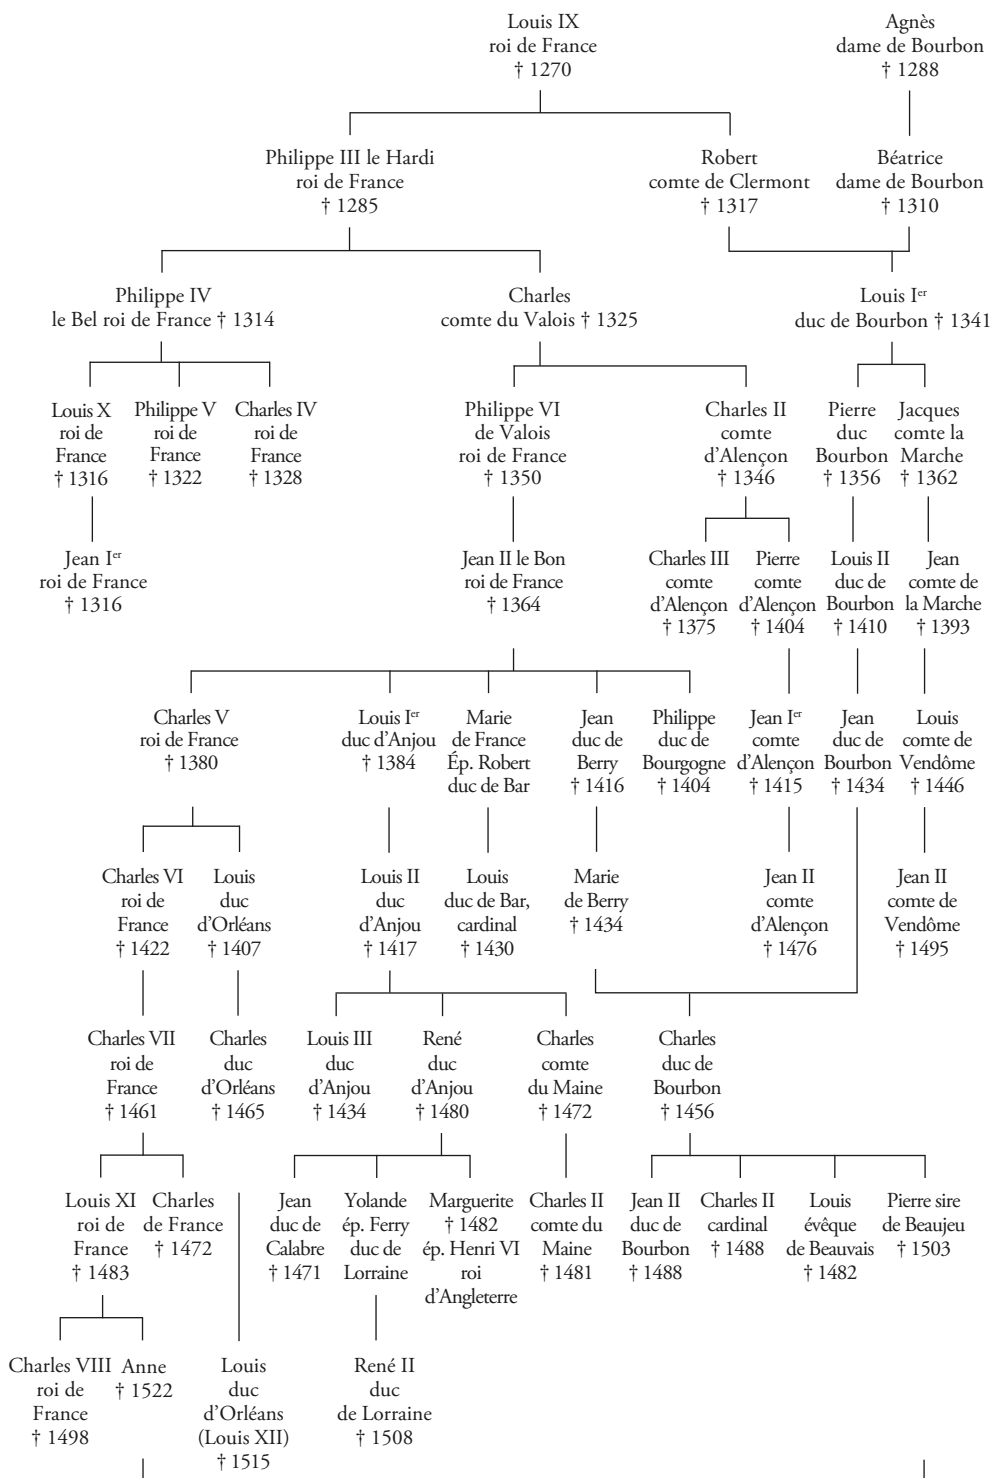 Louis IX
roi de France
† 1270
Agnès
dame de Bourbon
† 1288
Philippe III le Hardi
roi de France
† 1285
Robert
comte de Clermont
† 1317
Béatrice
dame de Bourbon
† 1310
Philippe IV
le Bel roi de France † 1314
Charles
comte du Valois † 1325
Louis Ier
duc de Bourbon † 1341
Louis X
roi de
France
† 1316
Philippe V
roi de
France
† 1322
Charles IV
roi de
France
† 1328
Philippe VI
de Valois
roi de France
† 1350
Charles II
comte
d'Alençon
† 1346
Pierre
duc
Bourbon
† 1356
Jacques
comte la
Marche
† 1362
Jean Ier
roi de France
† 1316
Jean II le Bon
roi de France
† 1364
Charles III
comte
d'Alençon
† 1375
Pierre
comte
d'Alençon
† 1404
Louis II
duc de
Bourbon
† 1410
Jean
comte de
la Marche
† 1393
Charles V
roi de France
† 1380
Louis Ier
duc d'Anjou
† 1384
Marie
de France
Ép. Robert
duc de Bar
Jean
duc de
Berry
† 1416
Philippe
duc de
Bourgogne
† 1404
Jean Ier
comte
d'Alençon
† 1415
Jean
duc de
Bourbon
† 1434
Louis
comte de
Vendôme
† 1446
Charles VI
roi de
France
† 1422
Louis
duc
d'Orléans
† 1407
Louis II
duc
d'Anjou
† 1417
Louis
duc de Bar,
cardinal
† 1430
Marie
de Berry
† 1434
Jean II
comte
d'Alençon
† 1476
Jean II
comte de
Vendôme
† 1495
Charles VII
roi de
France
† 1461
Charles
duc
d'Orléans
† 1465
Louis III
duc
d'Anjou
† 1434
René
duc
d'Anjou
† 1480
Charles
comte
du Maine
† 1472
Charles
duc de
Bourbon
† 1456
Louis XI
roi de
France
† 1483
Charles
de France
† 1472
Jean
duc de
Calabre
† 1471
Yolande
ép. Ferry
duc de
Lorraine
Marguerite
† 1482
ép. Henri VI
roi
d'Angleterre
Charles II
comte du
Maine
† 1481
Jean II
duc de
Bourbon
† 1488
Charles II
cardinal
† 1488
Louis
évêque
de Beauvais
† 1482
Pierre sire
de Beaujeu
† 1503
Charles VIII
roi de
France
† 1498
Anne
† 1522
Louis
duc
d'Orléans
(Louis XII)
† 1515
René II
duc
de Lorraine
† 1508